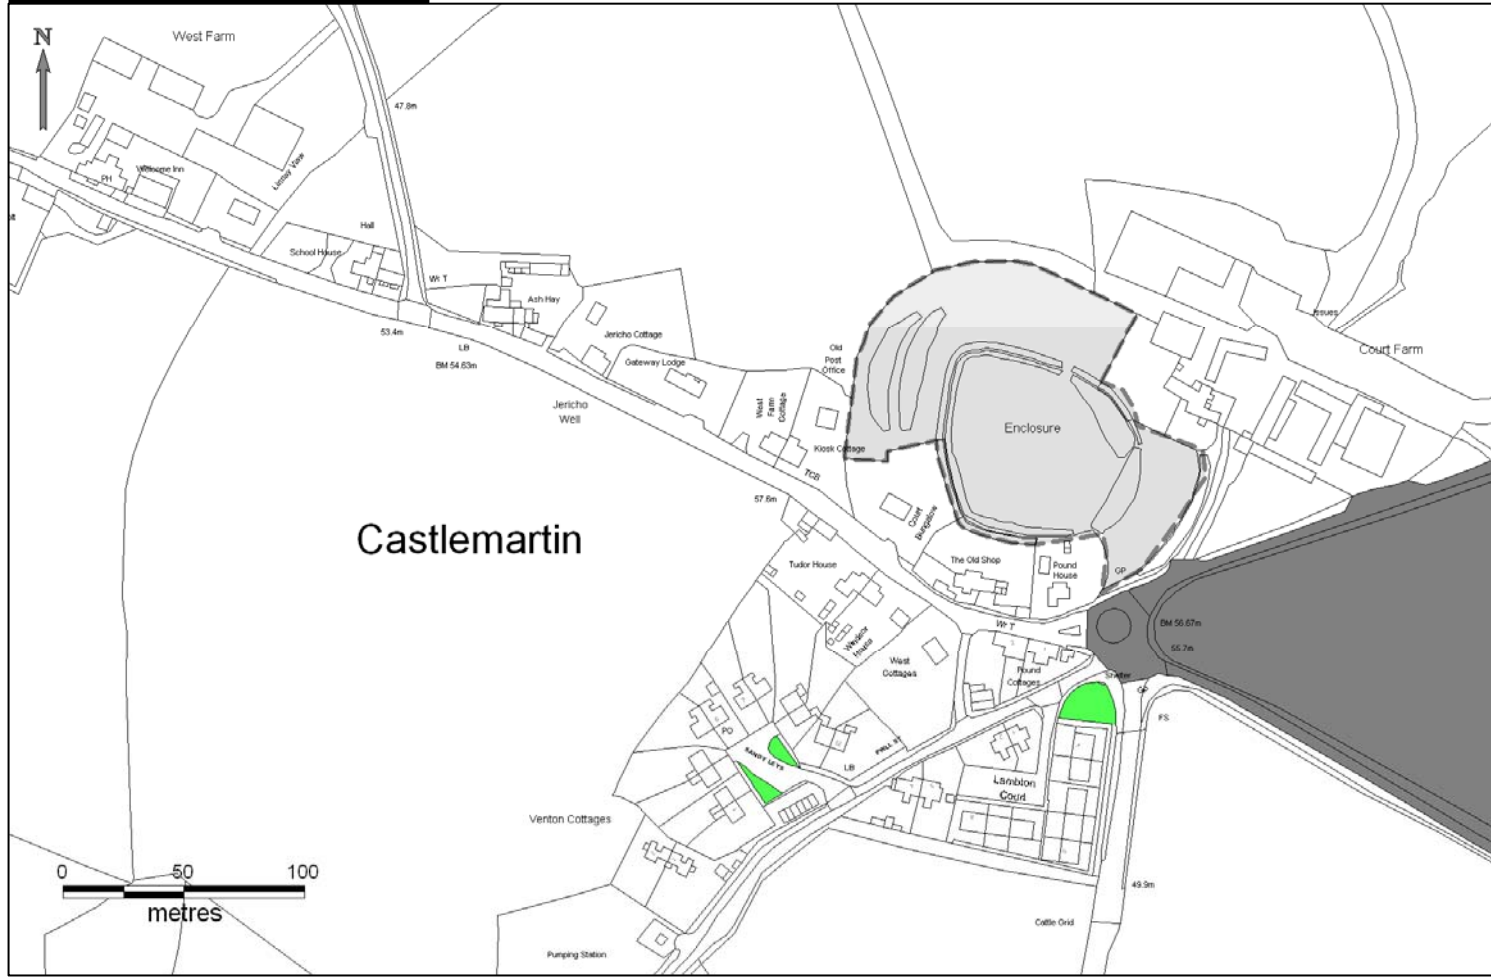 N
West Farm
47.8m
PH
Welcome Inn
Linney View
Hall
School House
Wr T
Ash Hay
Jericho Cottage
Gateway Lodge
53.4m
LB
BM 54.63m
Jericho
Well
Old
Post
Office
West
Farm
Cottage
Kiosk Cottage
TCB
57.6m
Enclosure
Issues
Court Farm
Court
Bungalow
Castlemartin
Tudor House
The Old Shop
Pound
House
GP
Wr T
BM 56.67m
55.7m
West
Cottages
Pound
Cottages
Shelter
GP
FS
PO
SANDY LEYS
LB
Lambton
Court
Venton Cottages
0 50 100
metres
49.9m
Cattle Grid
Pumping Station